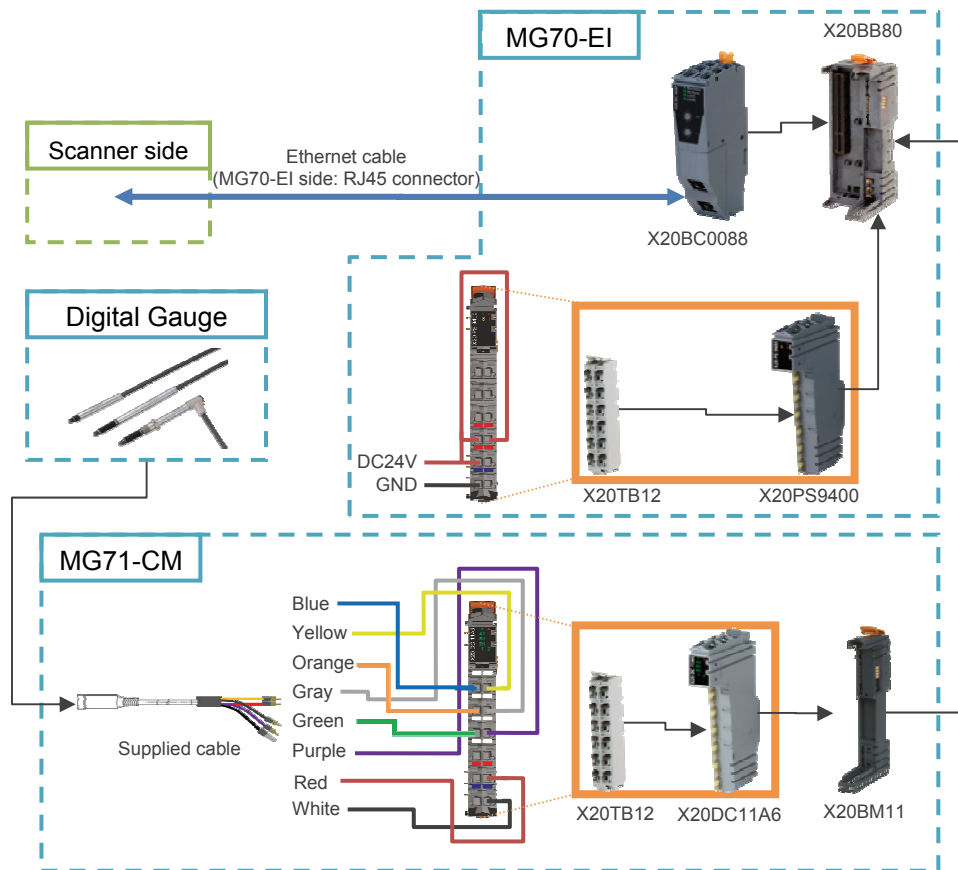 MG70-EI
X20BB80
Scanner side
Ethernet cable
(MG70-EI side: RJ45 connector)
X20BC0088
Digital Gauge
DC24V
GND
X20TB12
X20PS9400
MG71-CM
Blue
Yellow
Orange
Gray
Green
Purple
Red
White
Supplied cable
X20TB12
X20DC11A6
X20BM11